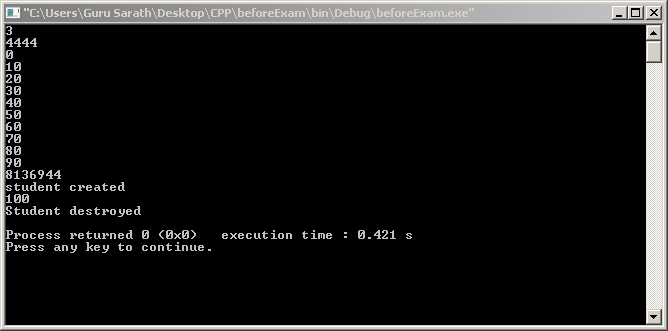 "C:\Users\Guru Sarath\Desktop\CPP\beforeExam\bin\Debug\beforeExam.exe"
3
4444
0
10
20
30
40
50
60
70
80
90
8136944
student created
100
Student destroyed
Process returned 0 (0x0)   execution time : 0.421 s
Press any key to continue.